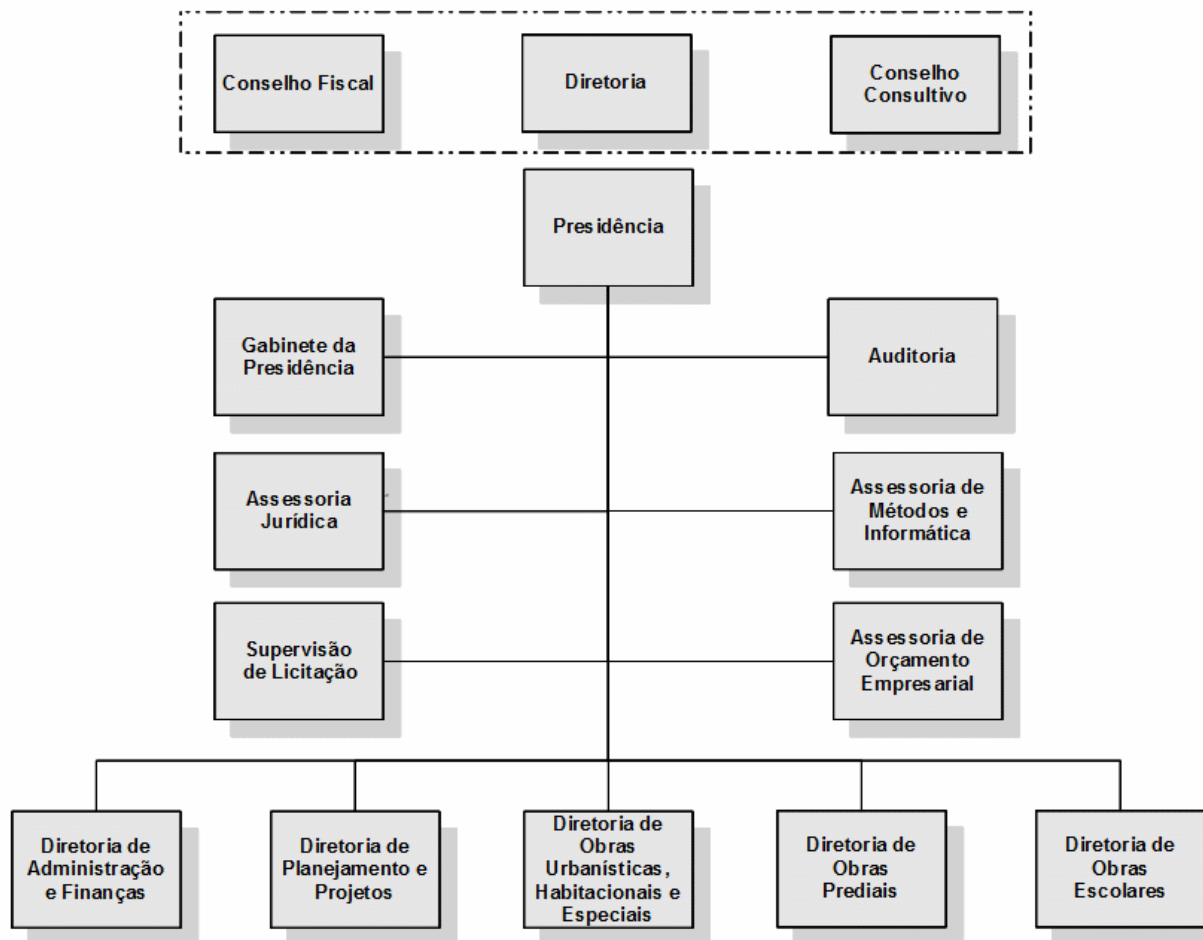 Conselho Fiscal
Diretoria
Conselho
Consultivo
Presidência
Gabinete da
Presidência
Auditoria
Assessoria
Jurídica
Assessoria de
Métodos e
Informática
Supervisão
de Licitação
Assessoria de
Orçamento
Empresarial
Diretoria de
Administração
e Finanças
Diretoria de
Planejamento e
Projetos
Diretoria de
Obras
Urbanísticas,
Habitacionais e
Especiais
Diretoria de
Obras
Prediais
Diretoria de
Obras
Escolares